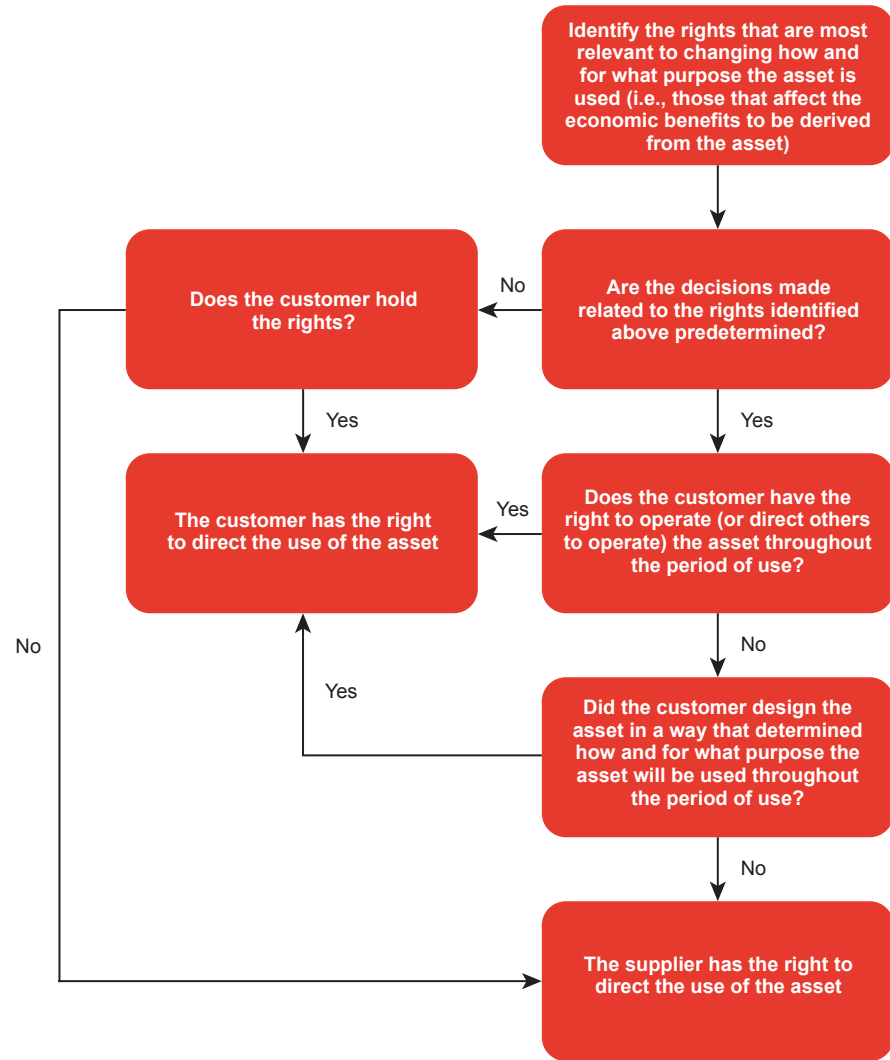 Identify the rights that are most
relevant to changing how and
for what purpose the asset is
used (i.e., those that affect the
economic benefits to be derived
from the asset)
Does the customer hold
the rights?
No
Are the decisions made
related to the rights identified
above predetermined?
Yes
Yes
The customer has the right
to direct the use of the asset
Yes
Does the customer have the
right to operate (or direct others
to operate) the asset throughout
the period of use?
No
No
Yes
Did the customer design the
asset in a way that determined
how and for what purpose the
asset will be used throughout
the period of use?
No
The supplier has the right to
direct the use of the asset